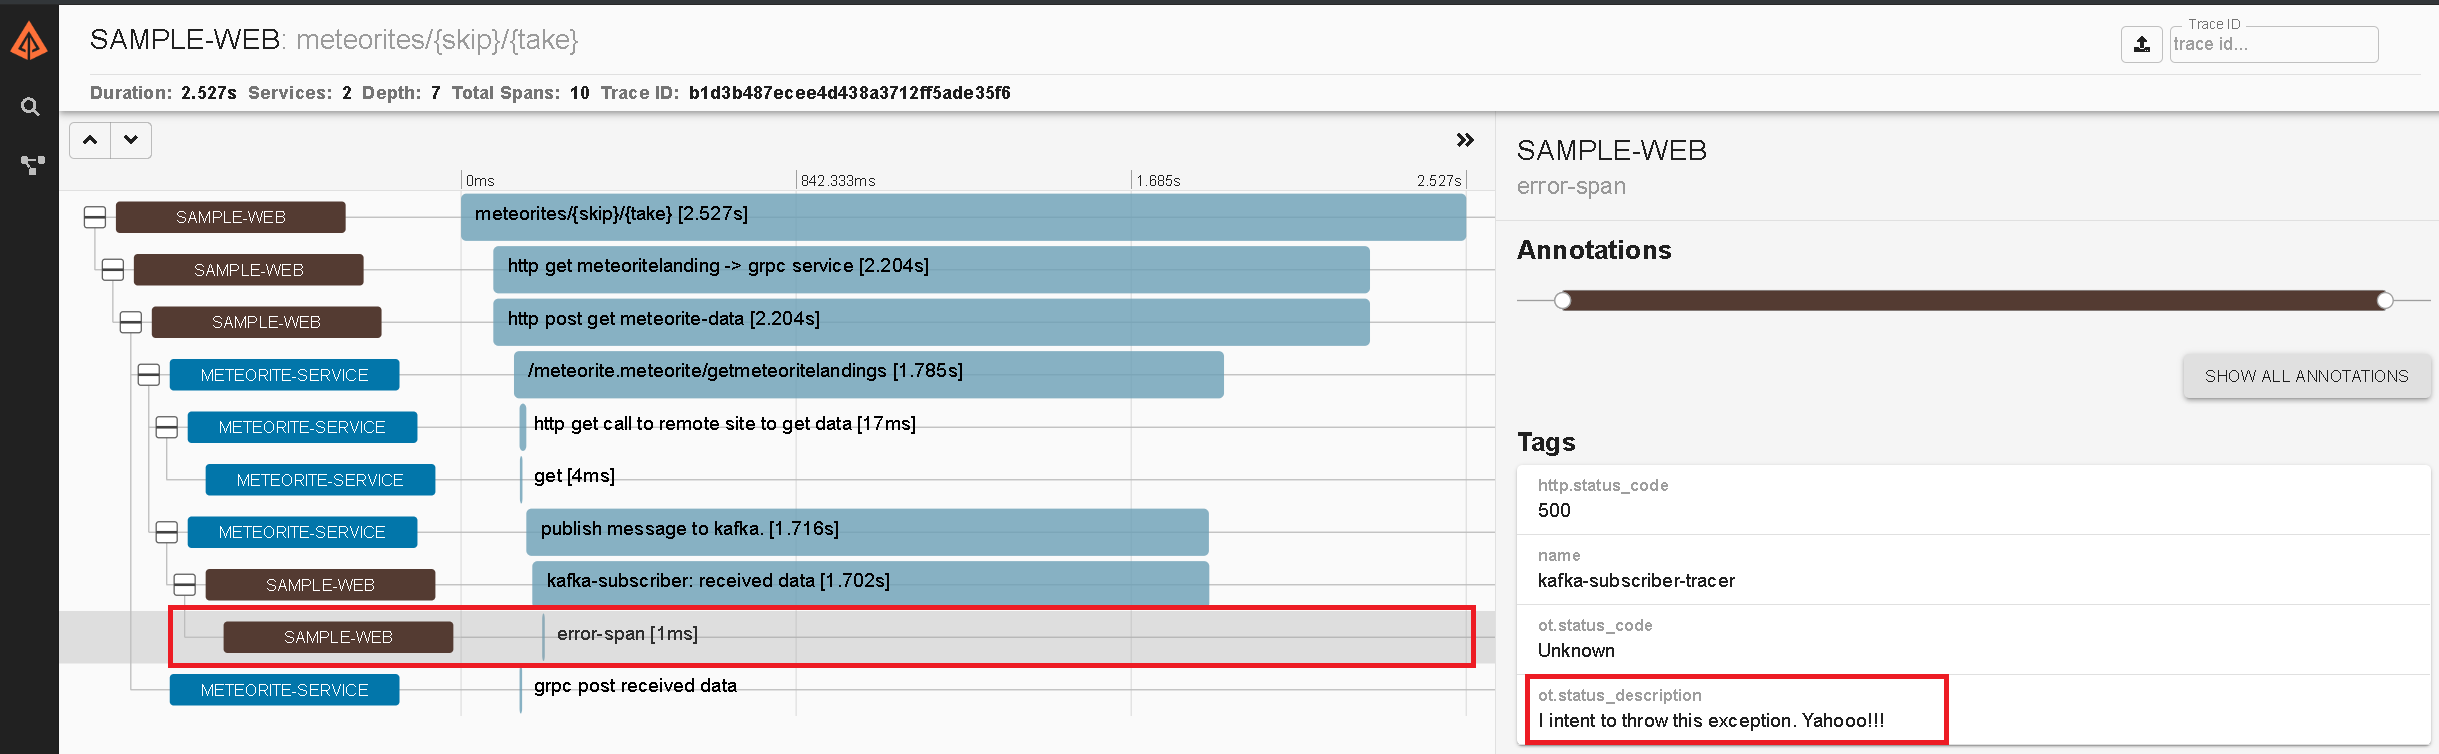 SAMPLE-WEB: meteorites/{skip}/{take}
Trace ID
trace id...
Duration: 2.527s Services: 2 Depth: 7 Total Spans: 10 Trace ID: b1d3b487ecee4d438a3712ff5ade35f6
0ms 842.333ms 1.685s 2.527s
SAMPLE-WEB meteorites/{skip}/{take} [2.527s]
SAMPLE-WEB http get meteoritelanding -> grpc service [2.204s]
SAMPLE-WEB http post get meteorite-data [2.204s]
METEORITE-SERVICE /meteorite.meteorite/getmeteoritelandings [1.785s]
METEORITE-SERVICE http get call to remote site to get data [17ms]
METEORITE-SERVICE get [4ms]
METEORITE-SERVICE publish message to kafka. [1.716s]
SAMPLE-WEB kafka-subscriber: received data [1.702s]
SAMPLE-WEB error-span [1ms]
METEORITE-SERVICE grpc post received data
SAMPLE-WEB
error-span
Annotations
SHOW ALL ANNOTATIONS
Tags
http.status_code
500
name
kafka-subscriber-tracer
ot.status_code
Unknown
ot.status_description
I intent to throw this exception. Yahooo!!!